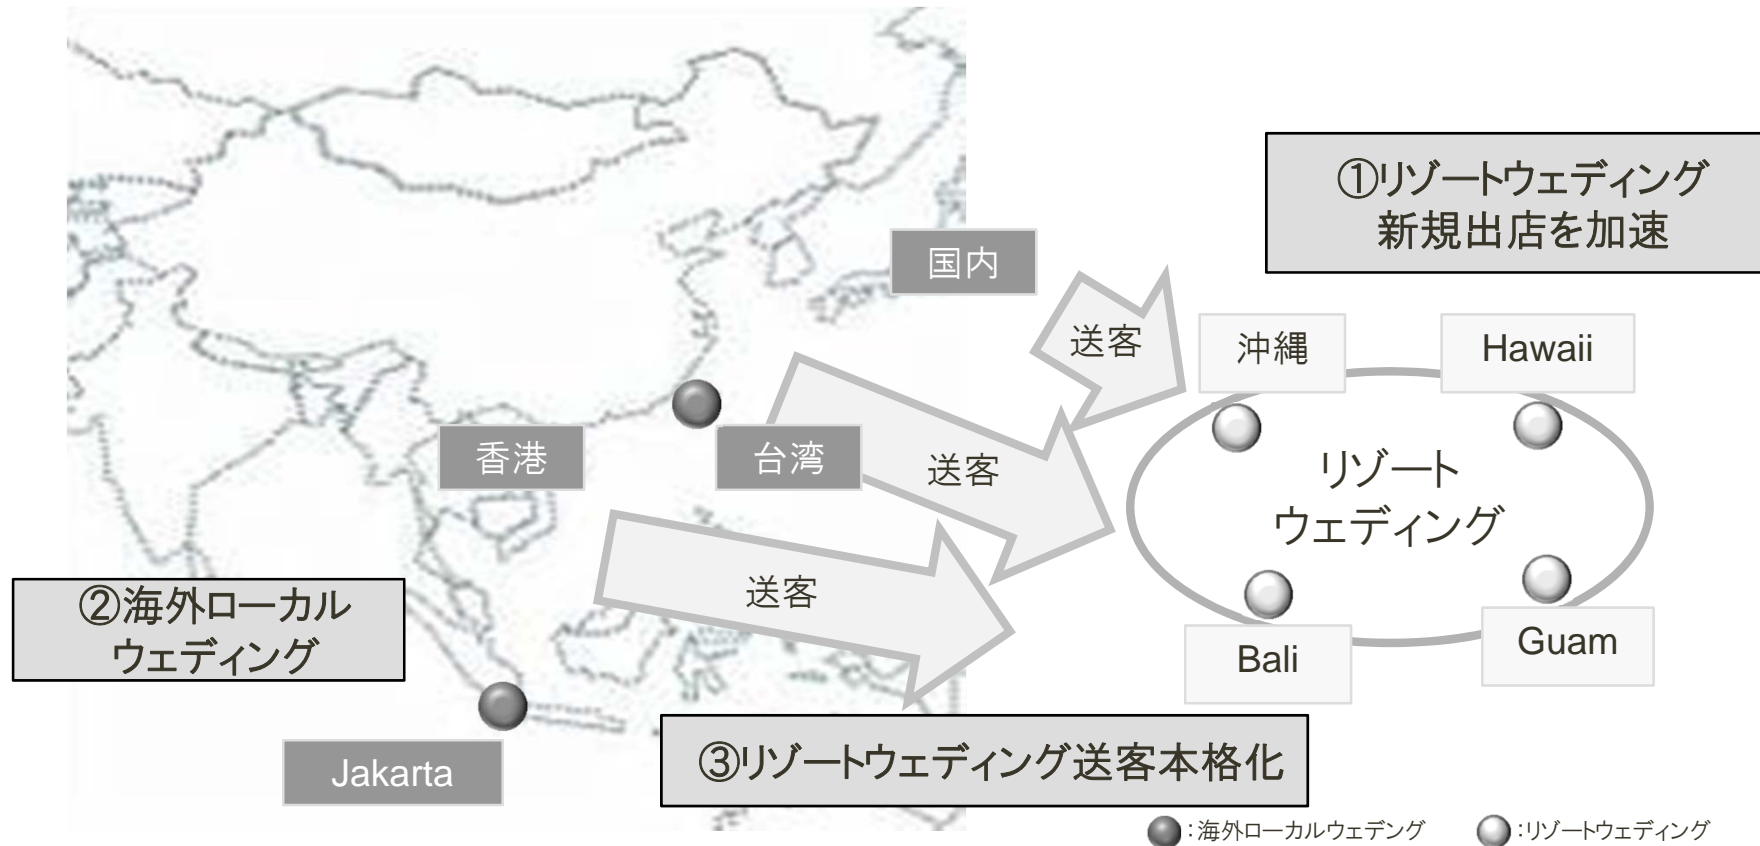 ①リゾートウェディング
新規出店を加速
国内
送客
沖縄
Hawaii
香港
台湾
送客
リゾート
ウェディング
送客
②海外ローカル
ウェディング
Bali
Guam
Jakarta
③リゾートウェディング送客本格化
:海外ローカルウェデング
:リゾートウェディング